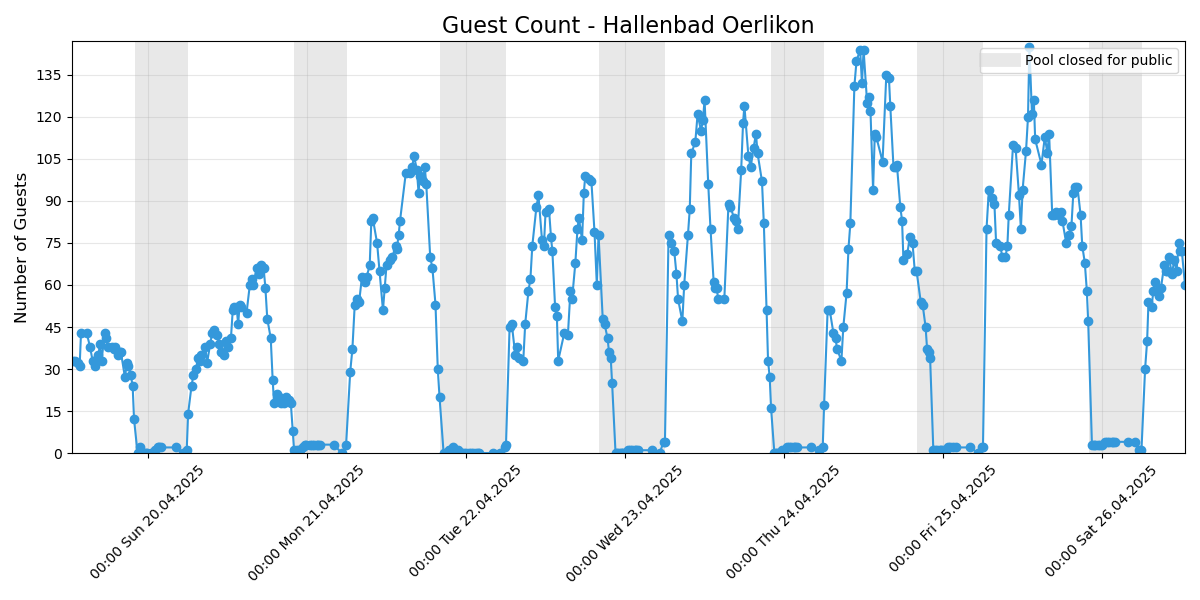 Guest Count - Hallenbad Oerlikon
Pool closed for public
Number of Guests
135
120
105
90
75
60
45
30
15
0
00:00 Sun 20.04.2025
00:00 Mon 21.04.2025
00:00 Tue 22.04.2025
00:00 Wed 23.04.2025
00:00 Thu 24.04.2025
00:00 Fri 25.04.2025
00:00 Sat 26.04.2025